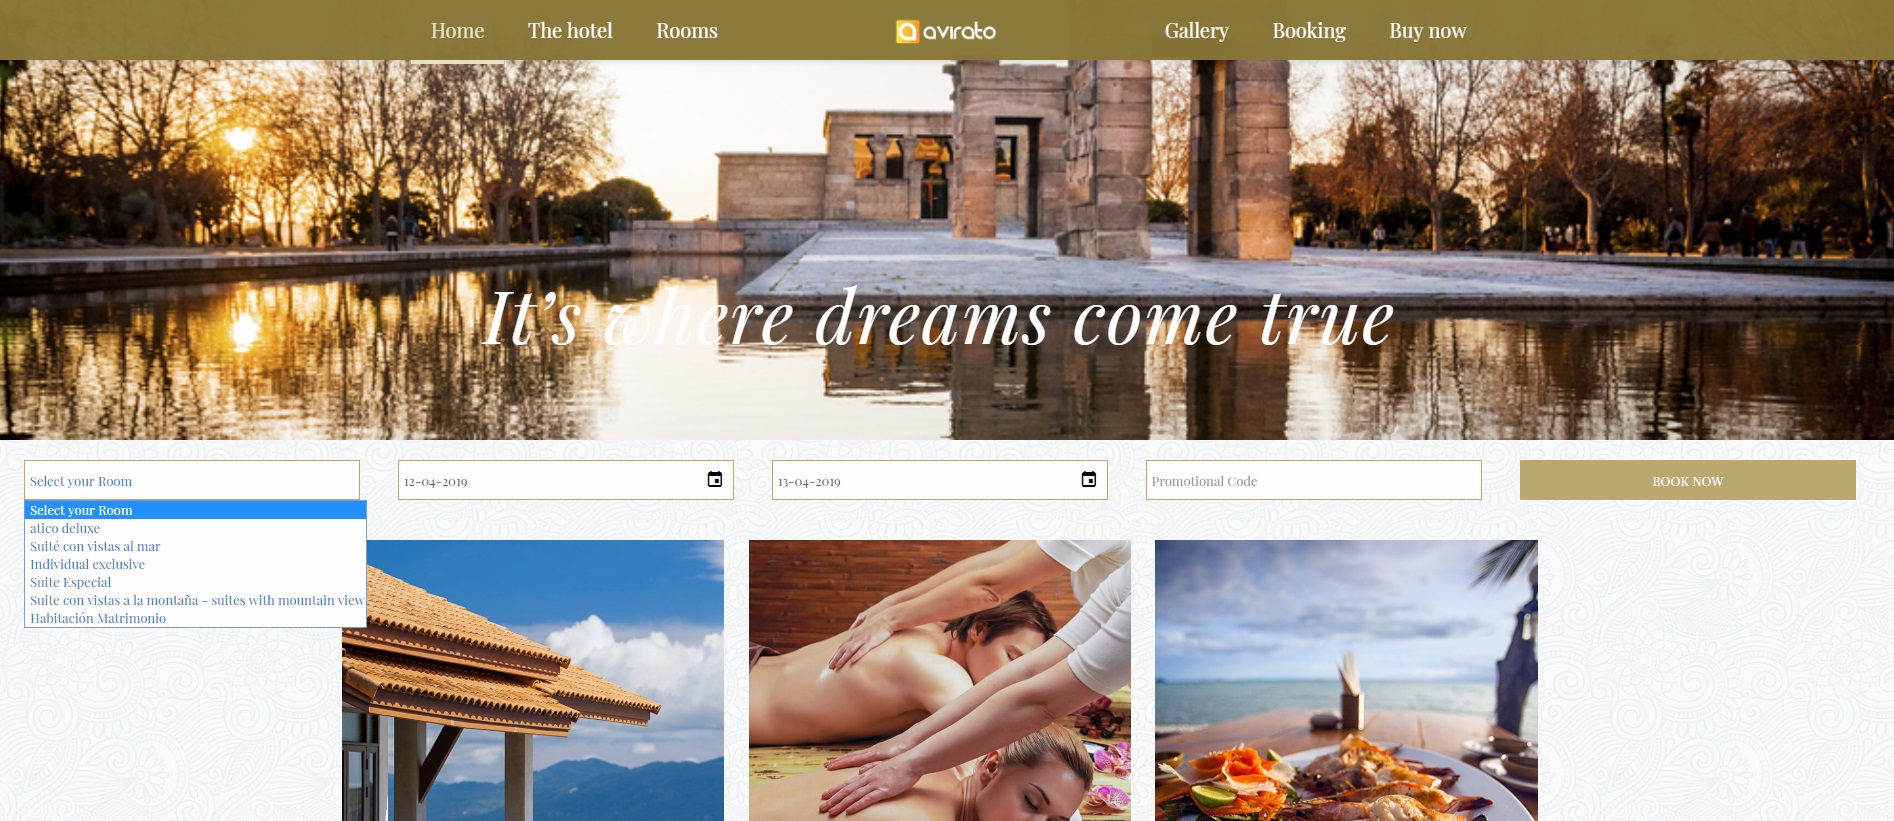 Home The hotel Rooms avirato Gallery Booking Buy now
It's where dreams come true
Select your Room 12-04-2019 13-04-2019 Promotional Code BOOK NOW
Select your Room
atico deluxe
Suité con vistas al mar
Individual exclusive
Suite Especial
Suite con vistas a la montaña - suites with mountain view
Habitación Matrimonio